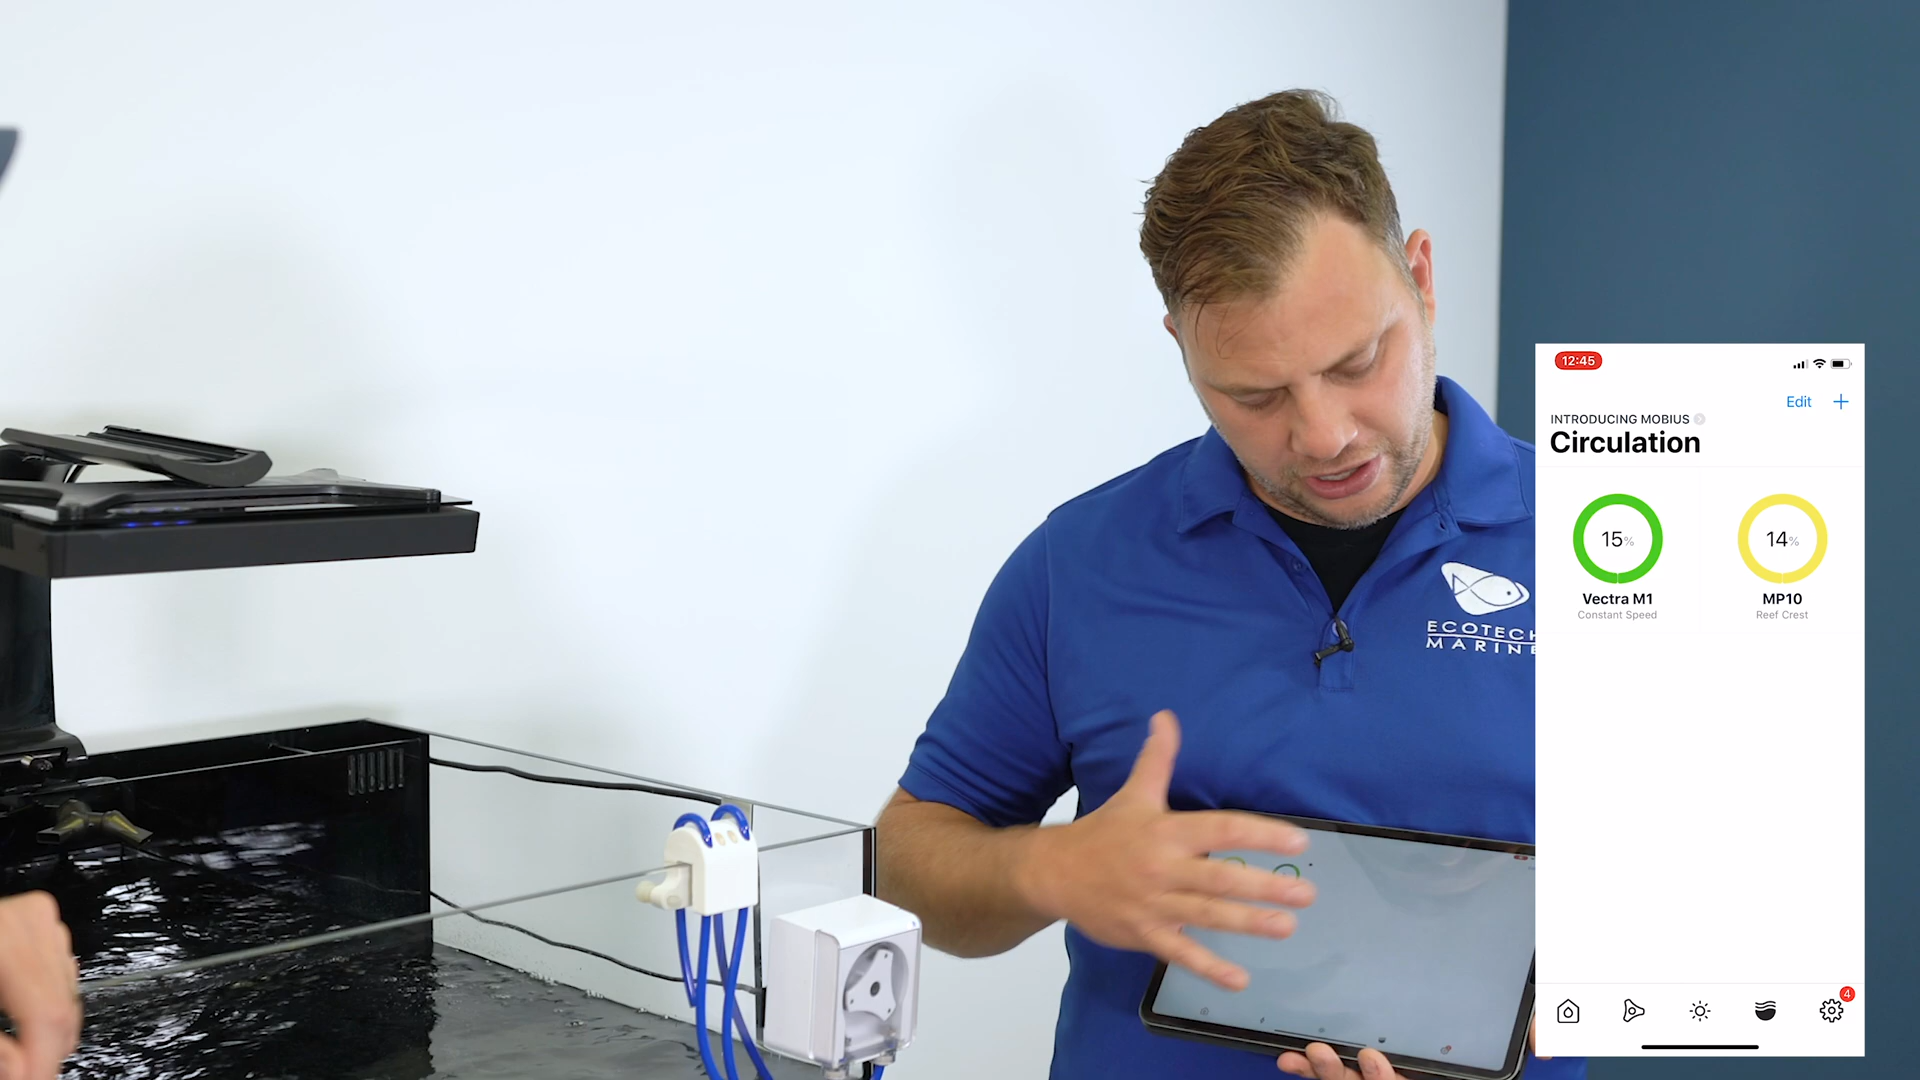 ECOTECH
MARINE
12:45
Edit +
INTRODUCING MOBIUS
Circulation
15%
14%
Vectra M1
MP10
Constant Speed
Reef Crest
4